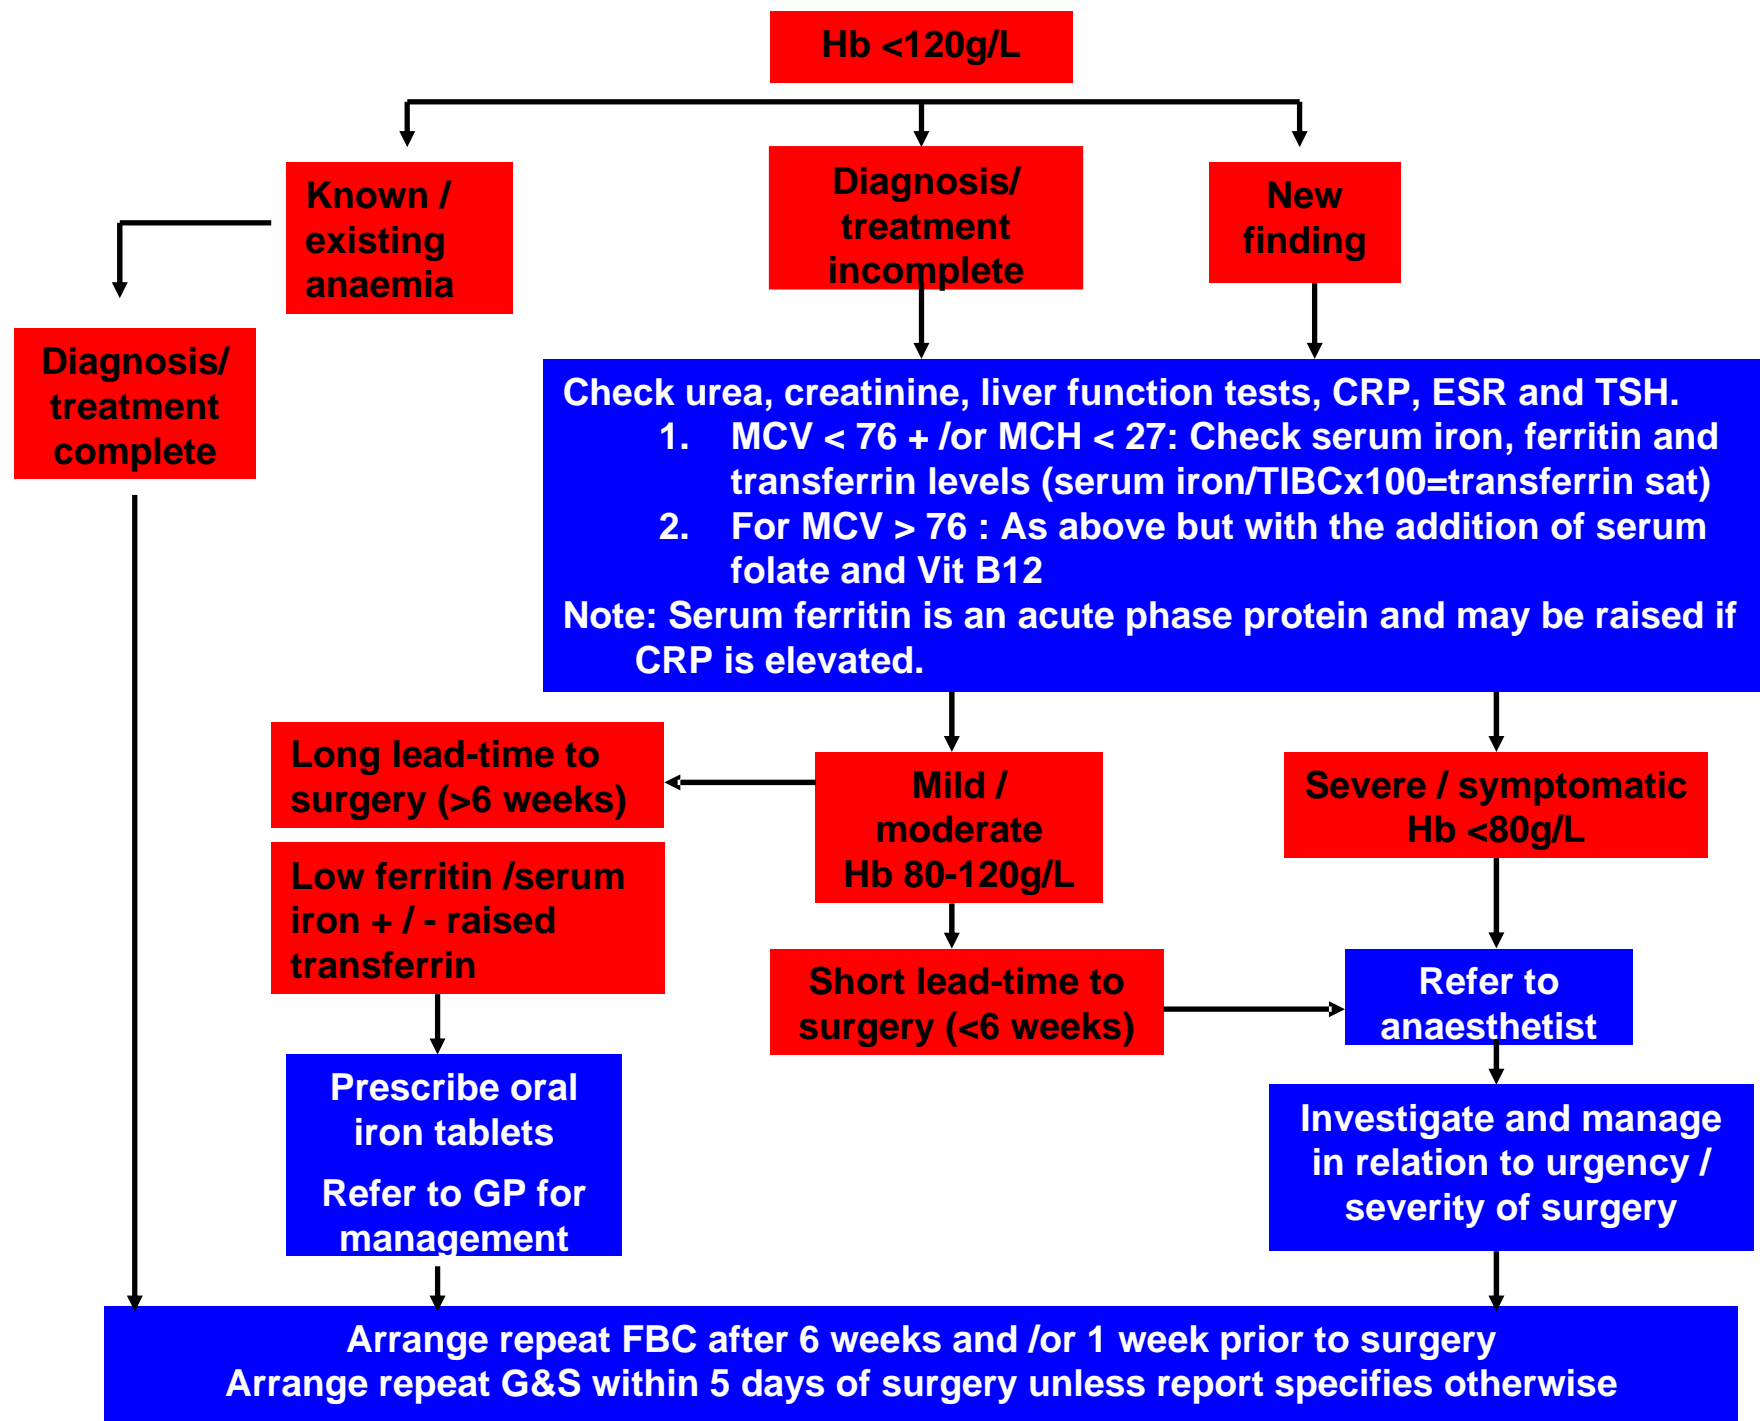 Hb <120g/L
Known /
existing
anaemia
Diagnosis/
treatment
incomplete
New
finding
Diagnosis/
treatment
complete
Check urea, creatinine, liver function tests, CRP, ESR and TSH.
1. MCV < 76 + /or MCH < 27: Check serum iron, ferritin and
transferrin levels (serum iron/TIBCx100=transferrin sat)
2. For MCV > 76 : As above but with the addition of serum
folate and Vit B12
Note: Serum ferritin is an acute phase protein and may be raised if
CRP is elevated.
Long lead-time to
surgery (>6 weeks)
Mild /
moderate
Hb 80-120g/L
Severe / symptomatic
Hb <80g/L
Low ferritin /serum
iron + / - raised
transferrin
Short lead-time to
surgery (<6 weeks)
Refer to
anaesthetist
Prescribe oral
iron tablets
Refer to GP for
management
Investigate and manage
in relation to urgency /
severity of surgery
Arrange repeat FBC after 6 weeks and /or 1 week prior to surgery
Arrange repeat G&S within 5 days of surgery unless report specifies otherwise